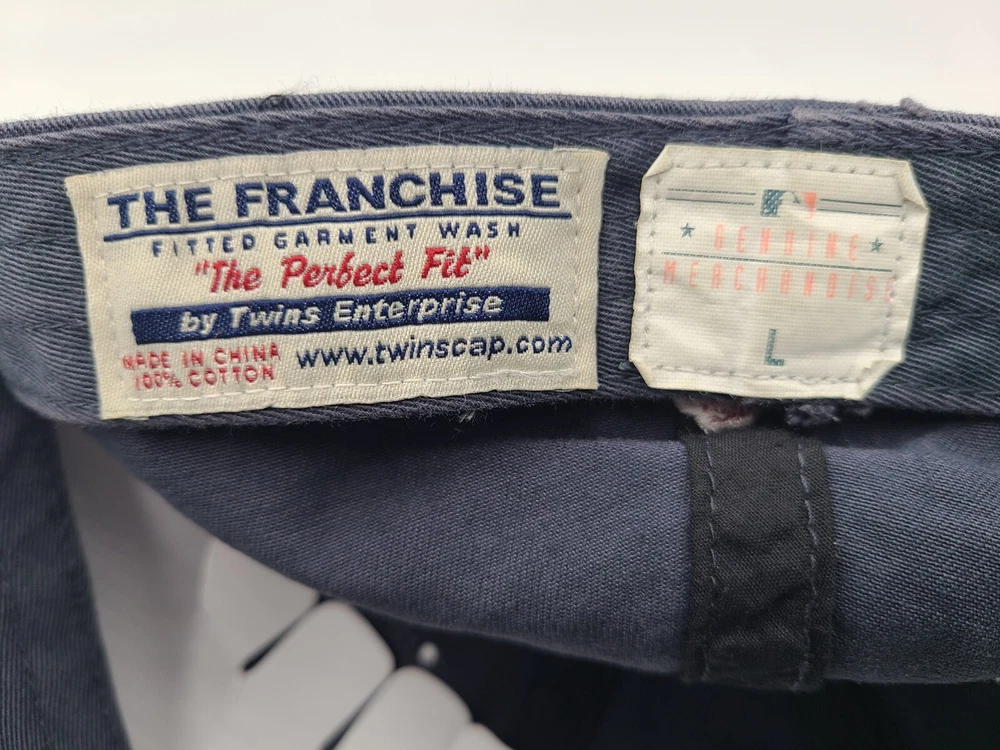 THE FRANCHISE
FITTED GARMENT WASH
"The Perfect Fit"
by Twins Enterprise
MADE IN CHINA
100% COTTON
www.twinscap.com
GENUINE
MERCHANDISE
L